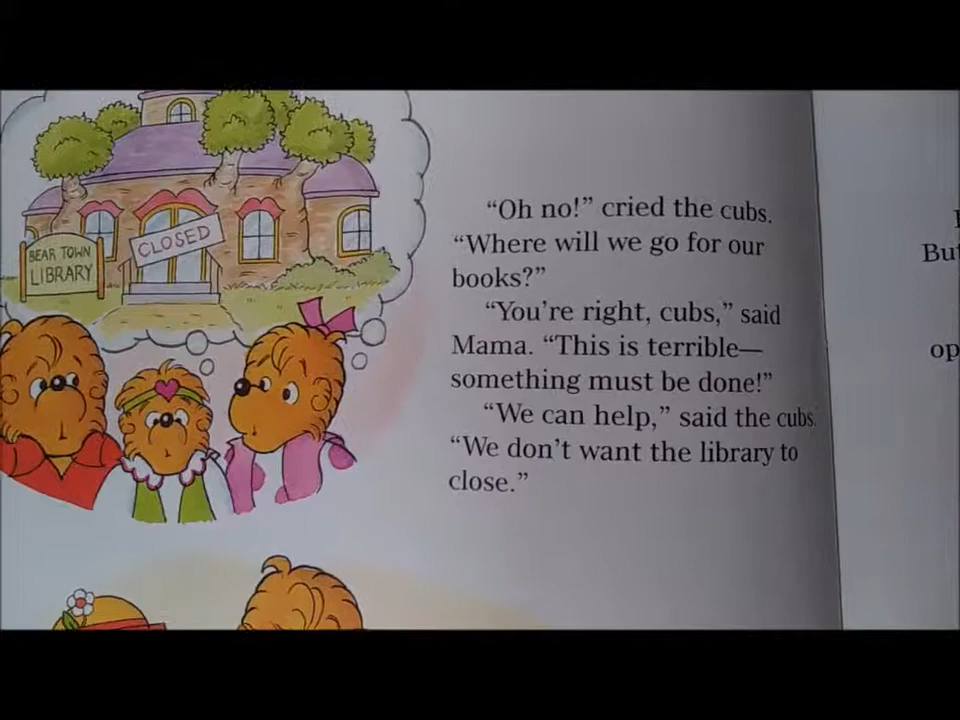 BEAR TOWN
LIBRARY
CLOSED
“Oh no!” cried the cubs.
“Where will we go for our
books?”
“You’re right, cubs,” said
Mama. “This is terrible—
something must be done!”
“We can help,” said the cubs.
“We don’t want the library to
close.”
But
op